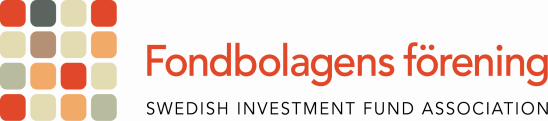 Fondbolagens förening
SWEDISH INVESTMENT FUND ASSOCIATION